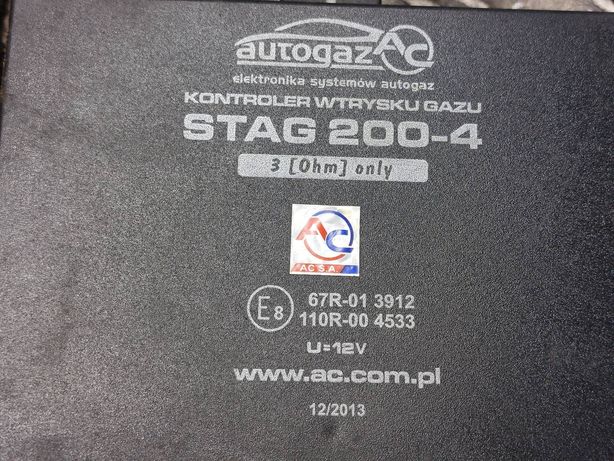 autogaz AC
elektronika systemów autogaz
KONTROLER WTRYSKU GAZU
STAG 200-4
3 [Ohm] only
AC
AC S.A.
E8 67R-01 3912
110R-00 4533
U=12V
www.ac.com.pl
12/2013